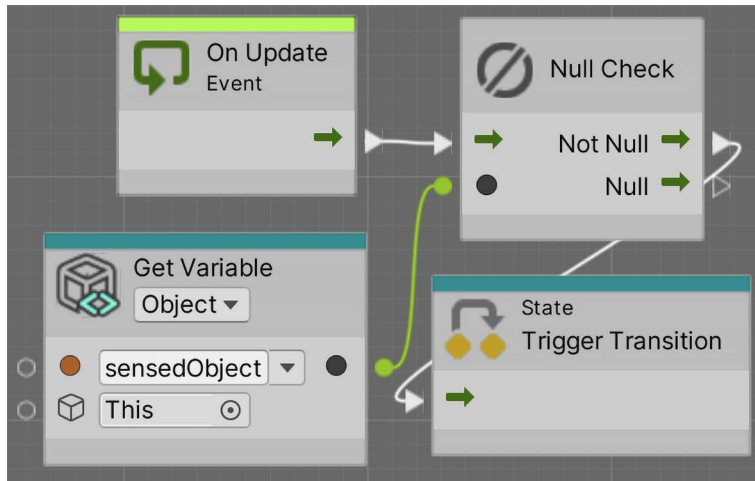 On Update
Event
Null Check
Not Null
Null
Get Variable
Object
sensedObject
This
State
Trigger Transition